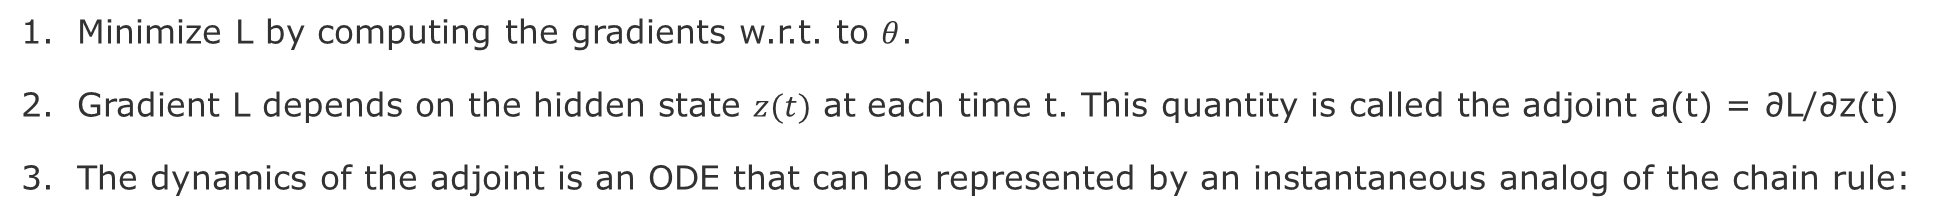 1. Minimize L by computing the gradients w.r.t. to θ.
2. Gradient L depends on the hidden state z(t) at each time t. This quantity is called the adjoint a(t) = ∂L/∂z(t)
3. The dynamics of the adjoint is an ODE that can be represented by an instantaneous analog of the chain rule: